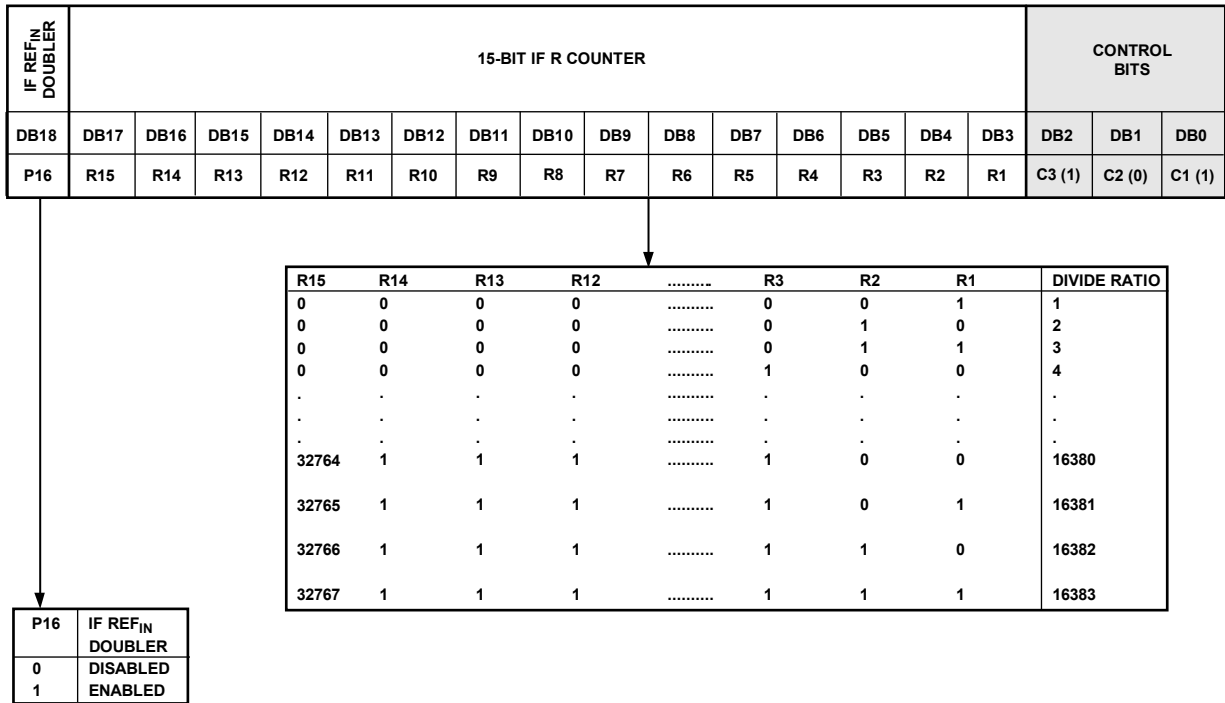 IF REFIN
DOUBLER
15-BIT IF R COUNTER
CONTROL
BITS
DB18 DB17 DB16 DB15 DB14 DB13 DB12 DB11 DB10 DB9 DB8 DB7 DB6 DB5 DB4 DB3 DB2 DB1 DB0
P16 R15 R14 R13 R12 R11 R10 R9 R8 R7 R6 R5 R4 R3 R2 R1 C3 (1) C2 (0) C1 (1)
R15 R14 R13 R12 .......... R3 R2 R1 DIVIDE RATIO
0 0 0 0 .......... 0 0 1 1
0 0 0 0 .......... 0 1 0 2
0 0 0 0 .......... 0 1 1 3
0 0 0 0 .......... 1 0 0 4
. . . . .......... . . . .
. . . . .......... . . . .
. . . . .......... . . . .
32764 1 1 1 .......... 1 0 0 16380
32765 1 1 1 .......... 1 0 1 16381
32766 1 1 1 .......... 1 1 0 16382
32767 1 1 1 .......... 1 1 1 16383
P16 IF REFIN
DOUBLER
0 DISABLED
1 ENABLED